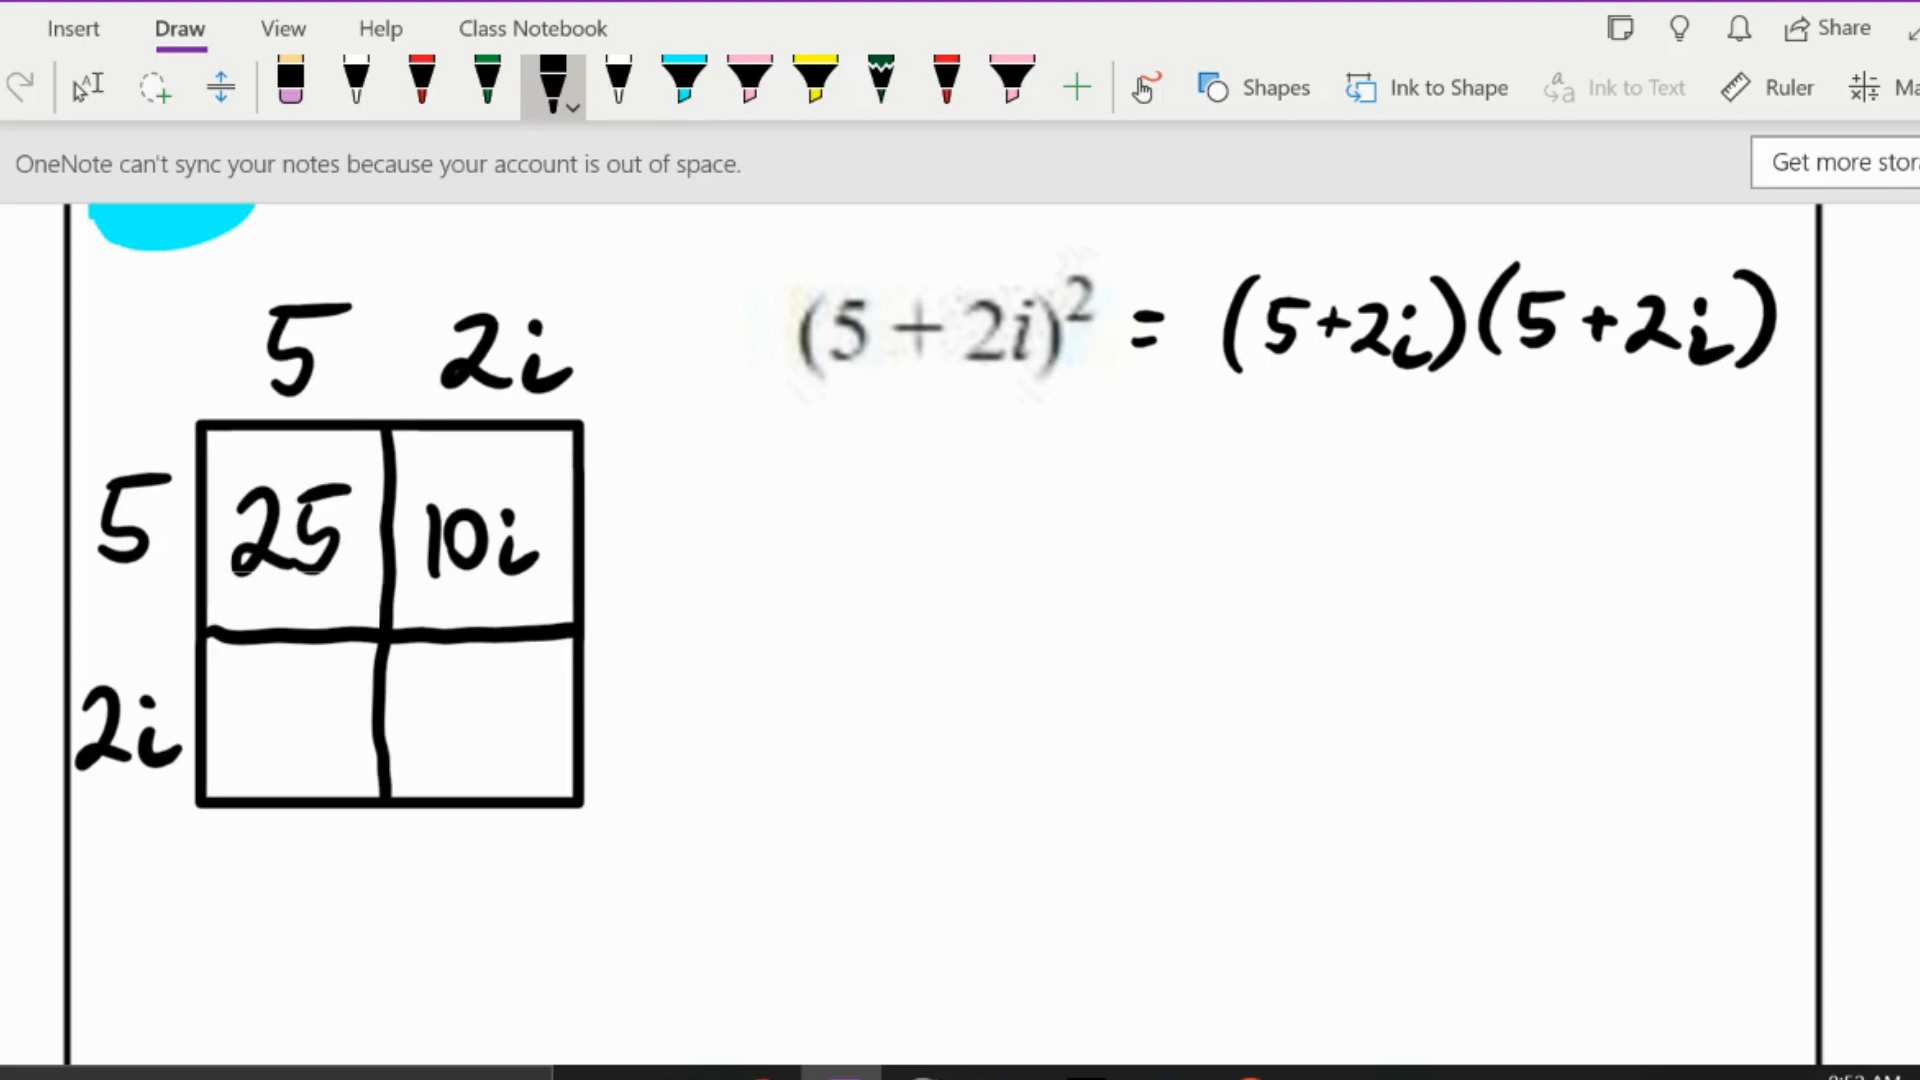 Insert Draw View Help Class Notebook Share
Shapes Ink to Shape Ink to Text Ruler
OneNote can't sync your notes because your account is out of space. Get more
5 2i
(5 + 2i)² = (5+2i)(5+2i)
5 25 10i
2i